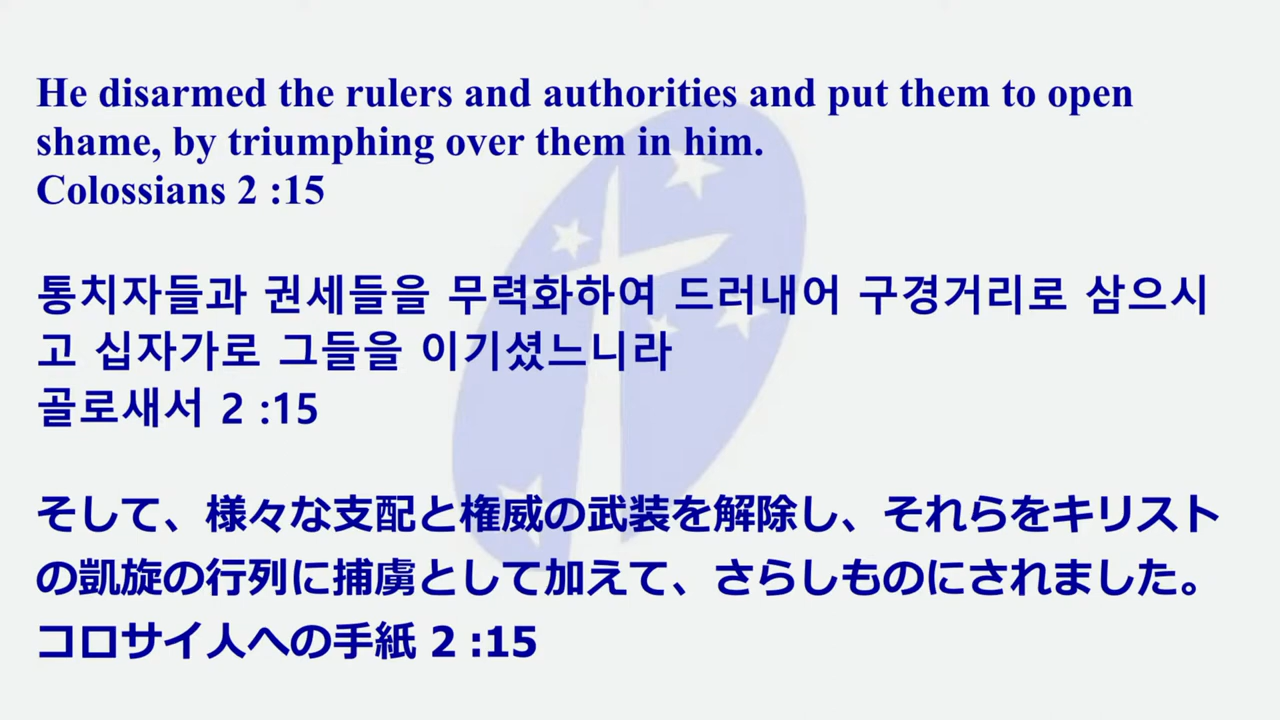 He disarmed the rulers and authorities and put them to open
shame, by triumphing over them in him.
Colossians 2 :15
통치자들과 권세들을 무력화하여 드러내어 구경거리로 삼으시
고 십자가로 그들을 이기셨느니라
골로새서 2 :15
そして、様々な支配と権威の武装を解除し、それらをキリスト
の凱旋の行列に捕虜として加えて、さらしものにされました。
コロサイ人への手紙 2 :15